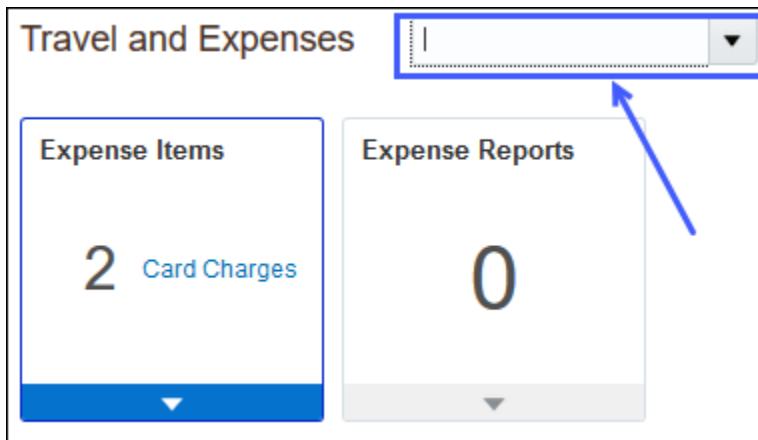 Travel and Expenses
Expense Items
Expense Reports
2 Card Charges
0